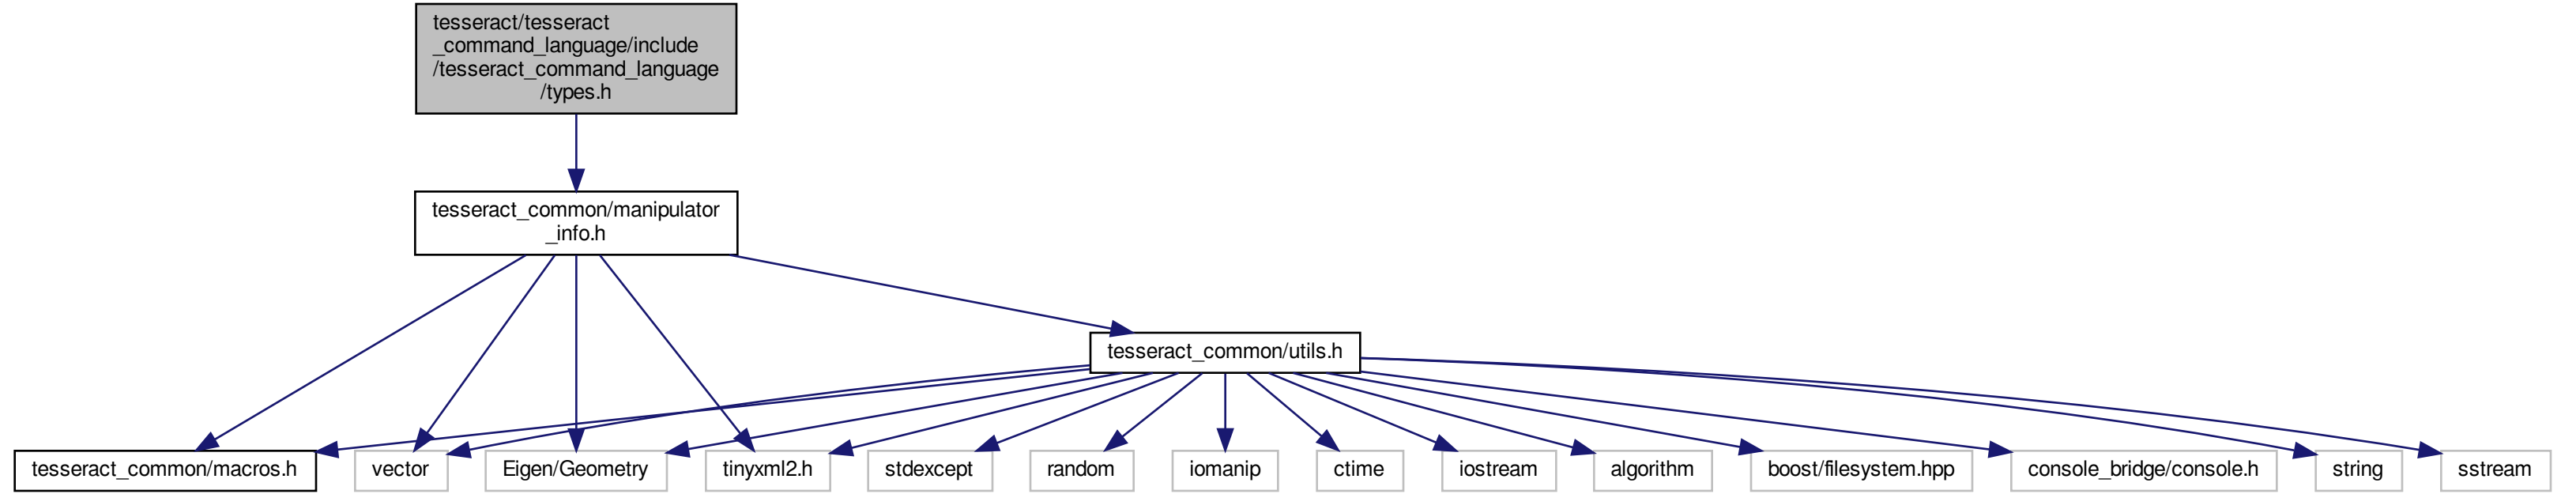 tesseract/tesseract
_command_language/include
/tesseract_command_language
/types.h
tesseract_common/manipulator
_info.h
tesseract_common/utils.h
tesseract_common/macros.h
vector
Eigen/Geometry
tinyxml2.h
stdexcept
random
iomanip
ctime
iostream
algorithm
boost/filesystem.hpp
console_bridge/console.h
string
sstream